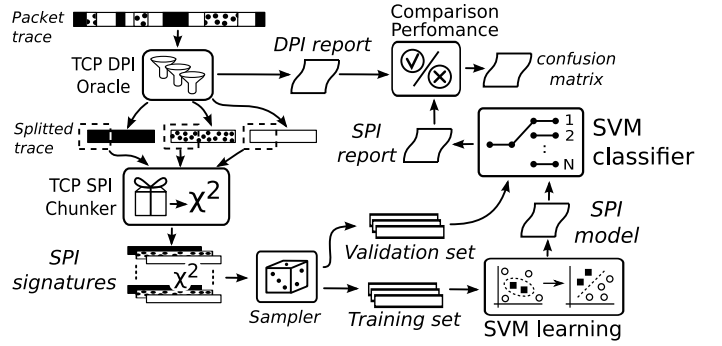 Packet
trace
TCP DPI
Oracle
DPI report
Comparison
Perfomance
confusion
matrix
Splitted
trace
SPI
report
1
2
:
N
SVM
classifier
TCP SPI
Chunker
χ2
SPI
signatures
χ2
Sampler
Validation set
Training set
SPI
model
SVM learning